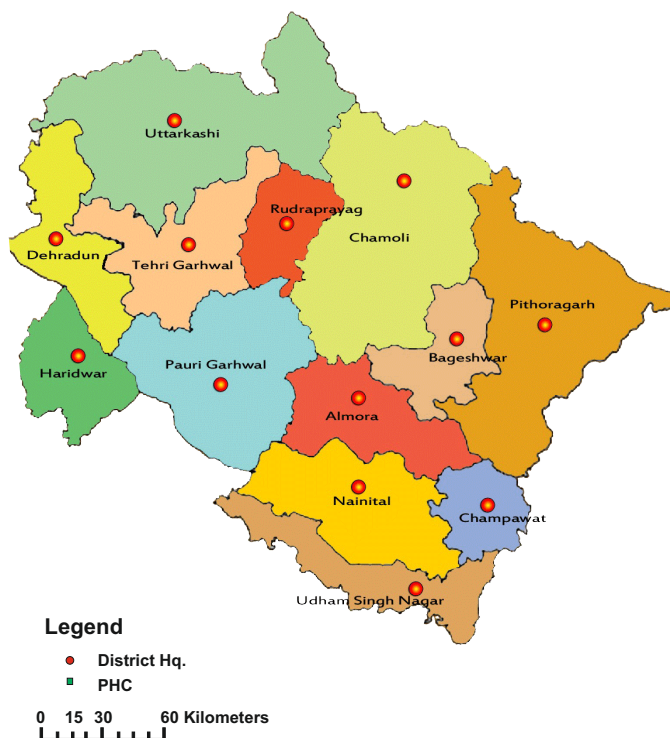 Uttarkashi
Rudraprayag
Chamoli
Dehradun
Tehri Garhwal
Pithoragarh
Bageshwar
Pauri Garhwal
Haridwar
Almora
Nainital
Champawat
Udham Singh Nagar
Legend
District Hq.
PHC
0 15 30 60 Kilometers